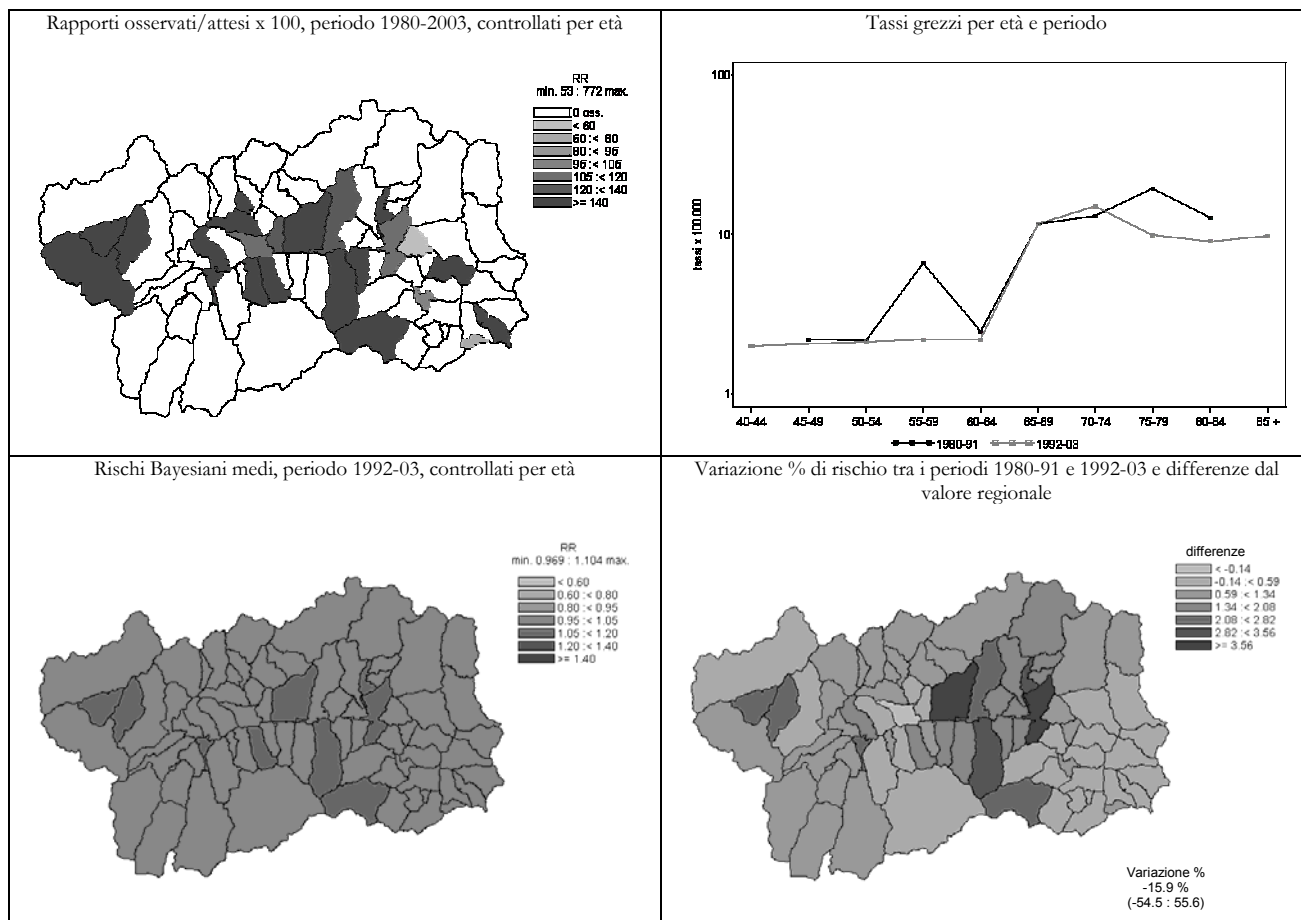 Rapporti osservati/attesi x 100, periodo 1980-2003, controllati per età
RR
min. 53 : 772 max.
0 oss.
< 60
60 :< 80
80 :< 95
95 :< 105
105 :< 120
120 :< 140
>= 140
Tassi grezzi per età e periodo
100
10
1
tassi x 100.000
40-44
45-49
50-54
55-59
60-64
65-69
70-74
75-79
80-84
85 +
1980-91
1992-03
Rischi Bayesiani medi, periodo 1992-03, controllati per età
RR
min. 0.969 : 1.104 max.
< 0.60
0.60 :< 0.80
0.80 :< 0.95
0.95 :< 1.05
1.05 :< 1.20
1.20 :< 1.40
>= 1.40
Variazione % di rischio tra i periodi 1980-91 e 1992-03 e differenze dal
valore regionale
differenze
< -0.14
-0.14 :< 0.59
0.59 :< 1.34
1.34 :< 2.08
2.08 :< 2.82
2.82 :< 3.56
>= 3.56
Variazione %
-15.9 %
(-54.5 : 55.6)